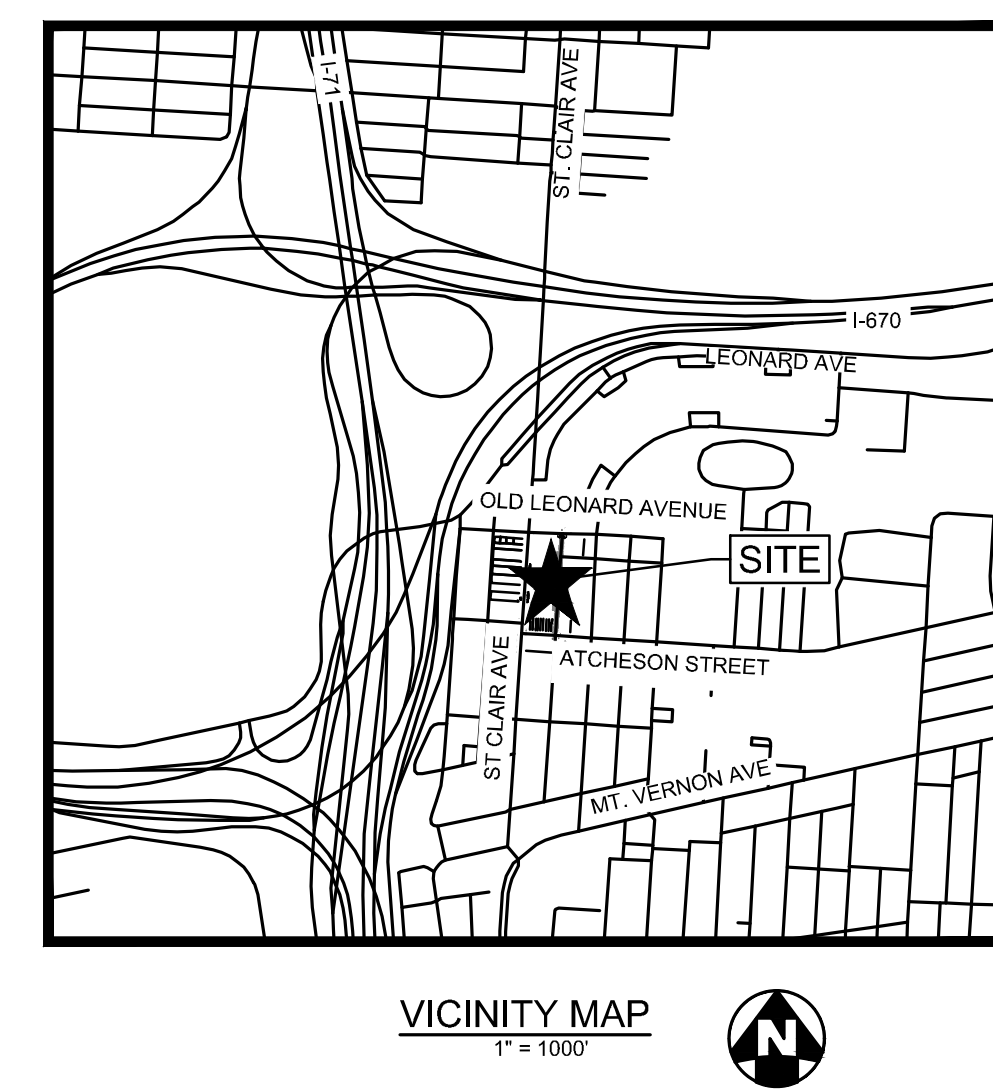 I-71
ST. CLAIR AVE
I-670
LEONARD AVE
OLD LEONARD AVENUE
SITE
ATCHESON STREET
ST CLAIR AVE
MT. VERNON AVE
VICINITY MAP
1" = 1000'
N